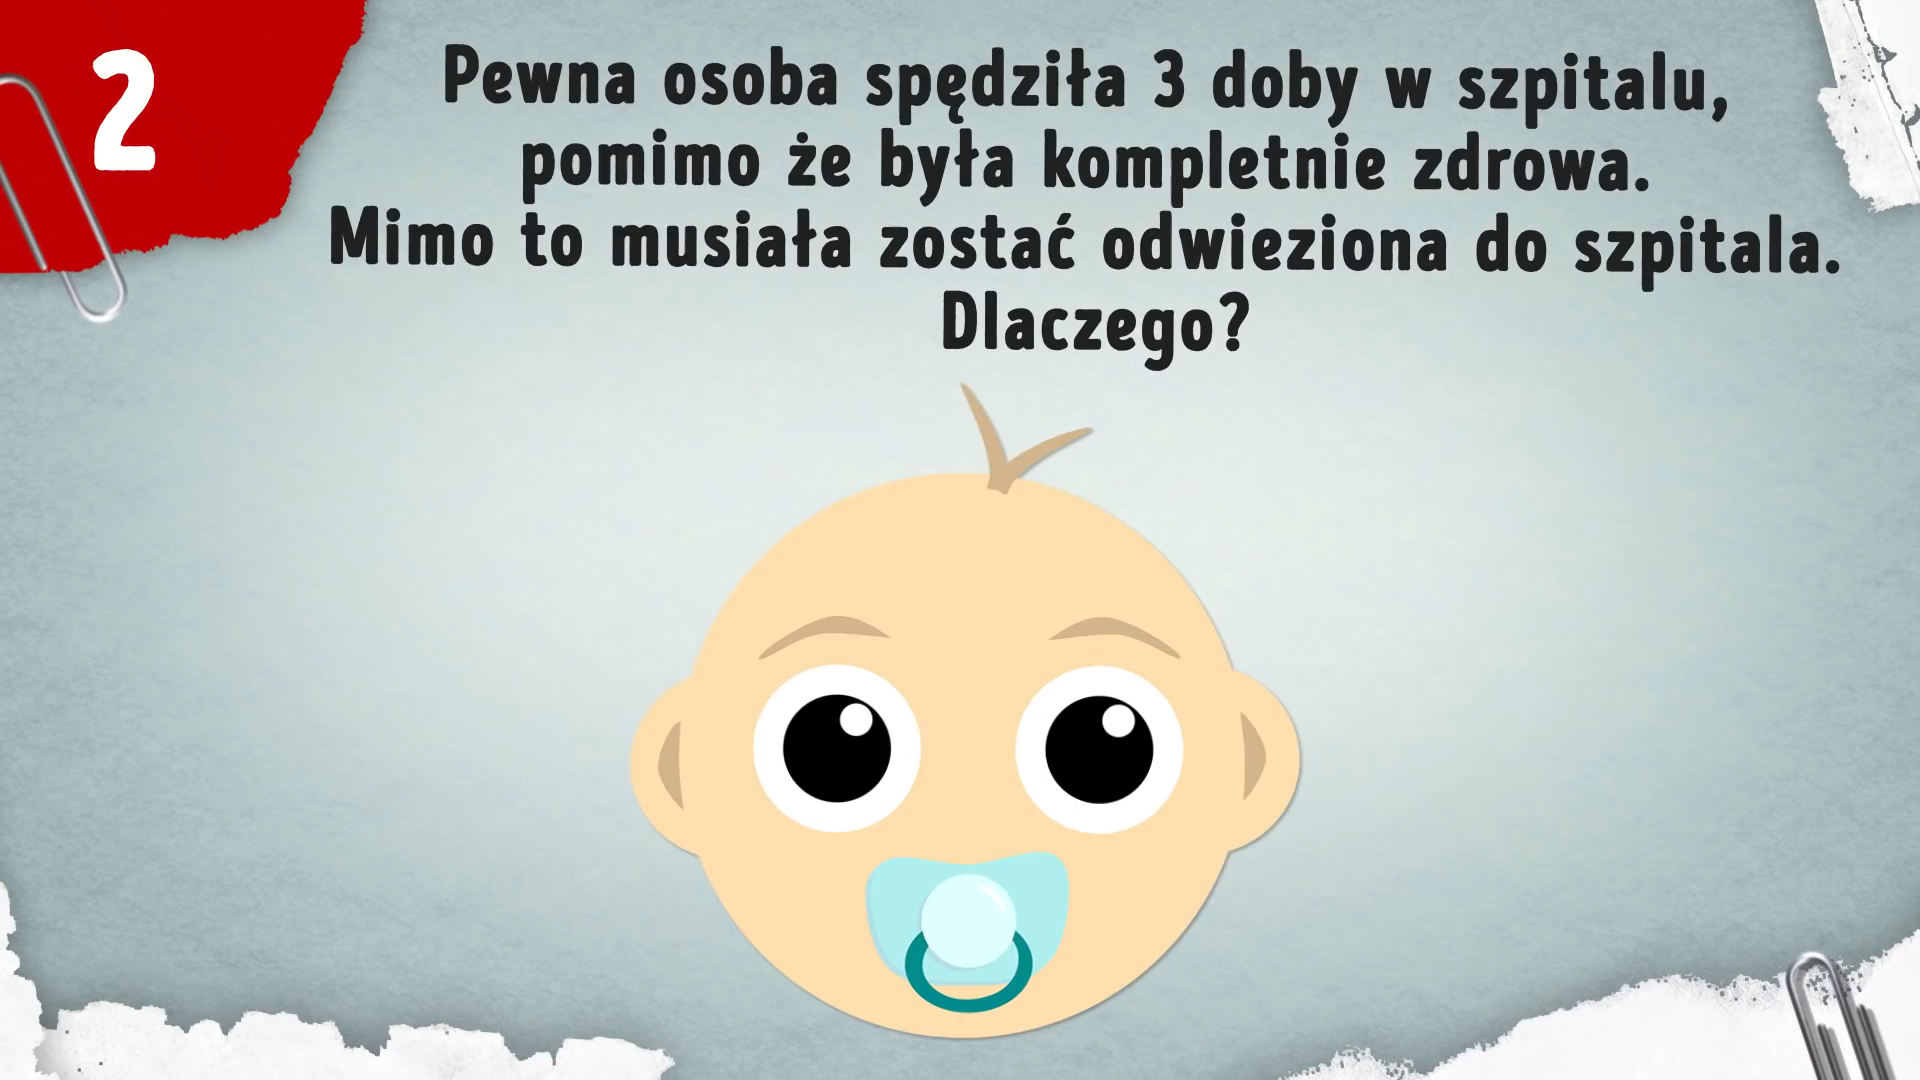 2
Pewna osoba spędziła 3 doby w szpitalu,
pomimo że była kompletnie zdrowa.
Mimo to musiała zostać odwieziona do szpitala.
Dlaczego?